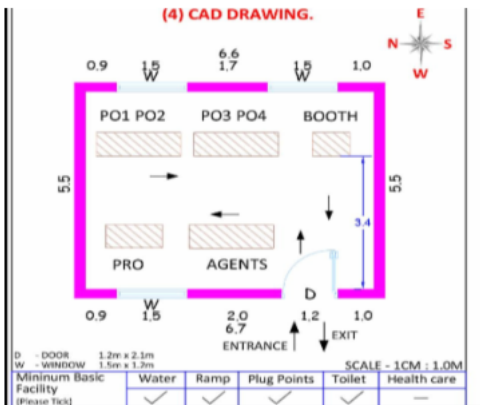 (4) CAD DRAWING.
E
N S
W
6.6
0.9 1.5 1.7 1.5 1.0
W W
PO1 PO2 PO3 PO4 BOOTH
5.5 5.5
3.4
PRO AGENTS
D
W
0.9 1.5 2.0 1.2 1.0
6.7
ENTRANCE EXIT
D - DOOR 1.2m x 2.1m
W - WINDOW 1.5m x 1.2m
SCALE - 1CM : 1.0M
Mininum Basic Facility (Please Tick) Water Ramp Plug Points Toilet Health care